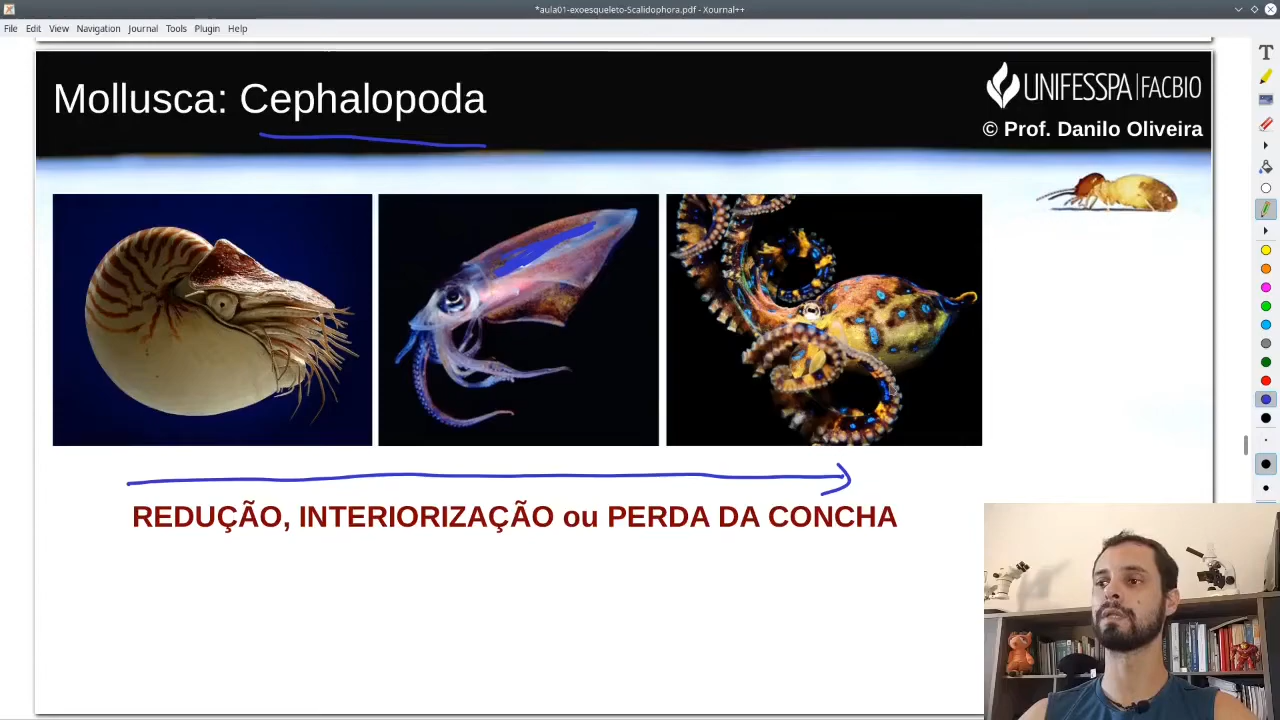 *aula01-exoesqueleto-Scalidophora.pdf - Xournal++
File Edit View Navigation Journal Tools Plugin Help
Mollusca: Cephalopoda
UNIFESSPA | FACBIO
© Prof. Danilo Oliveira
T
REDUÇÃO, INTERIORIZAÇÃO ou PERDA DA CONCHA